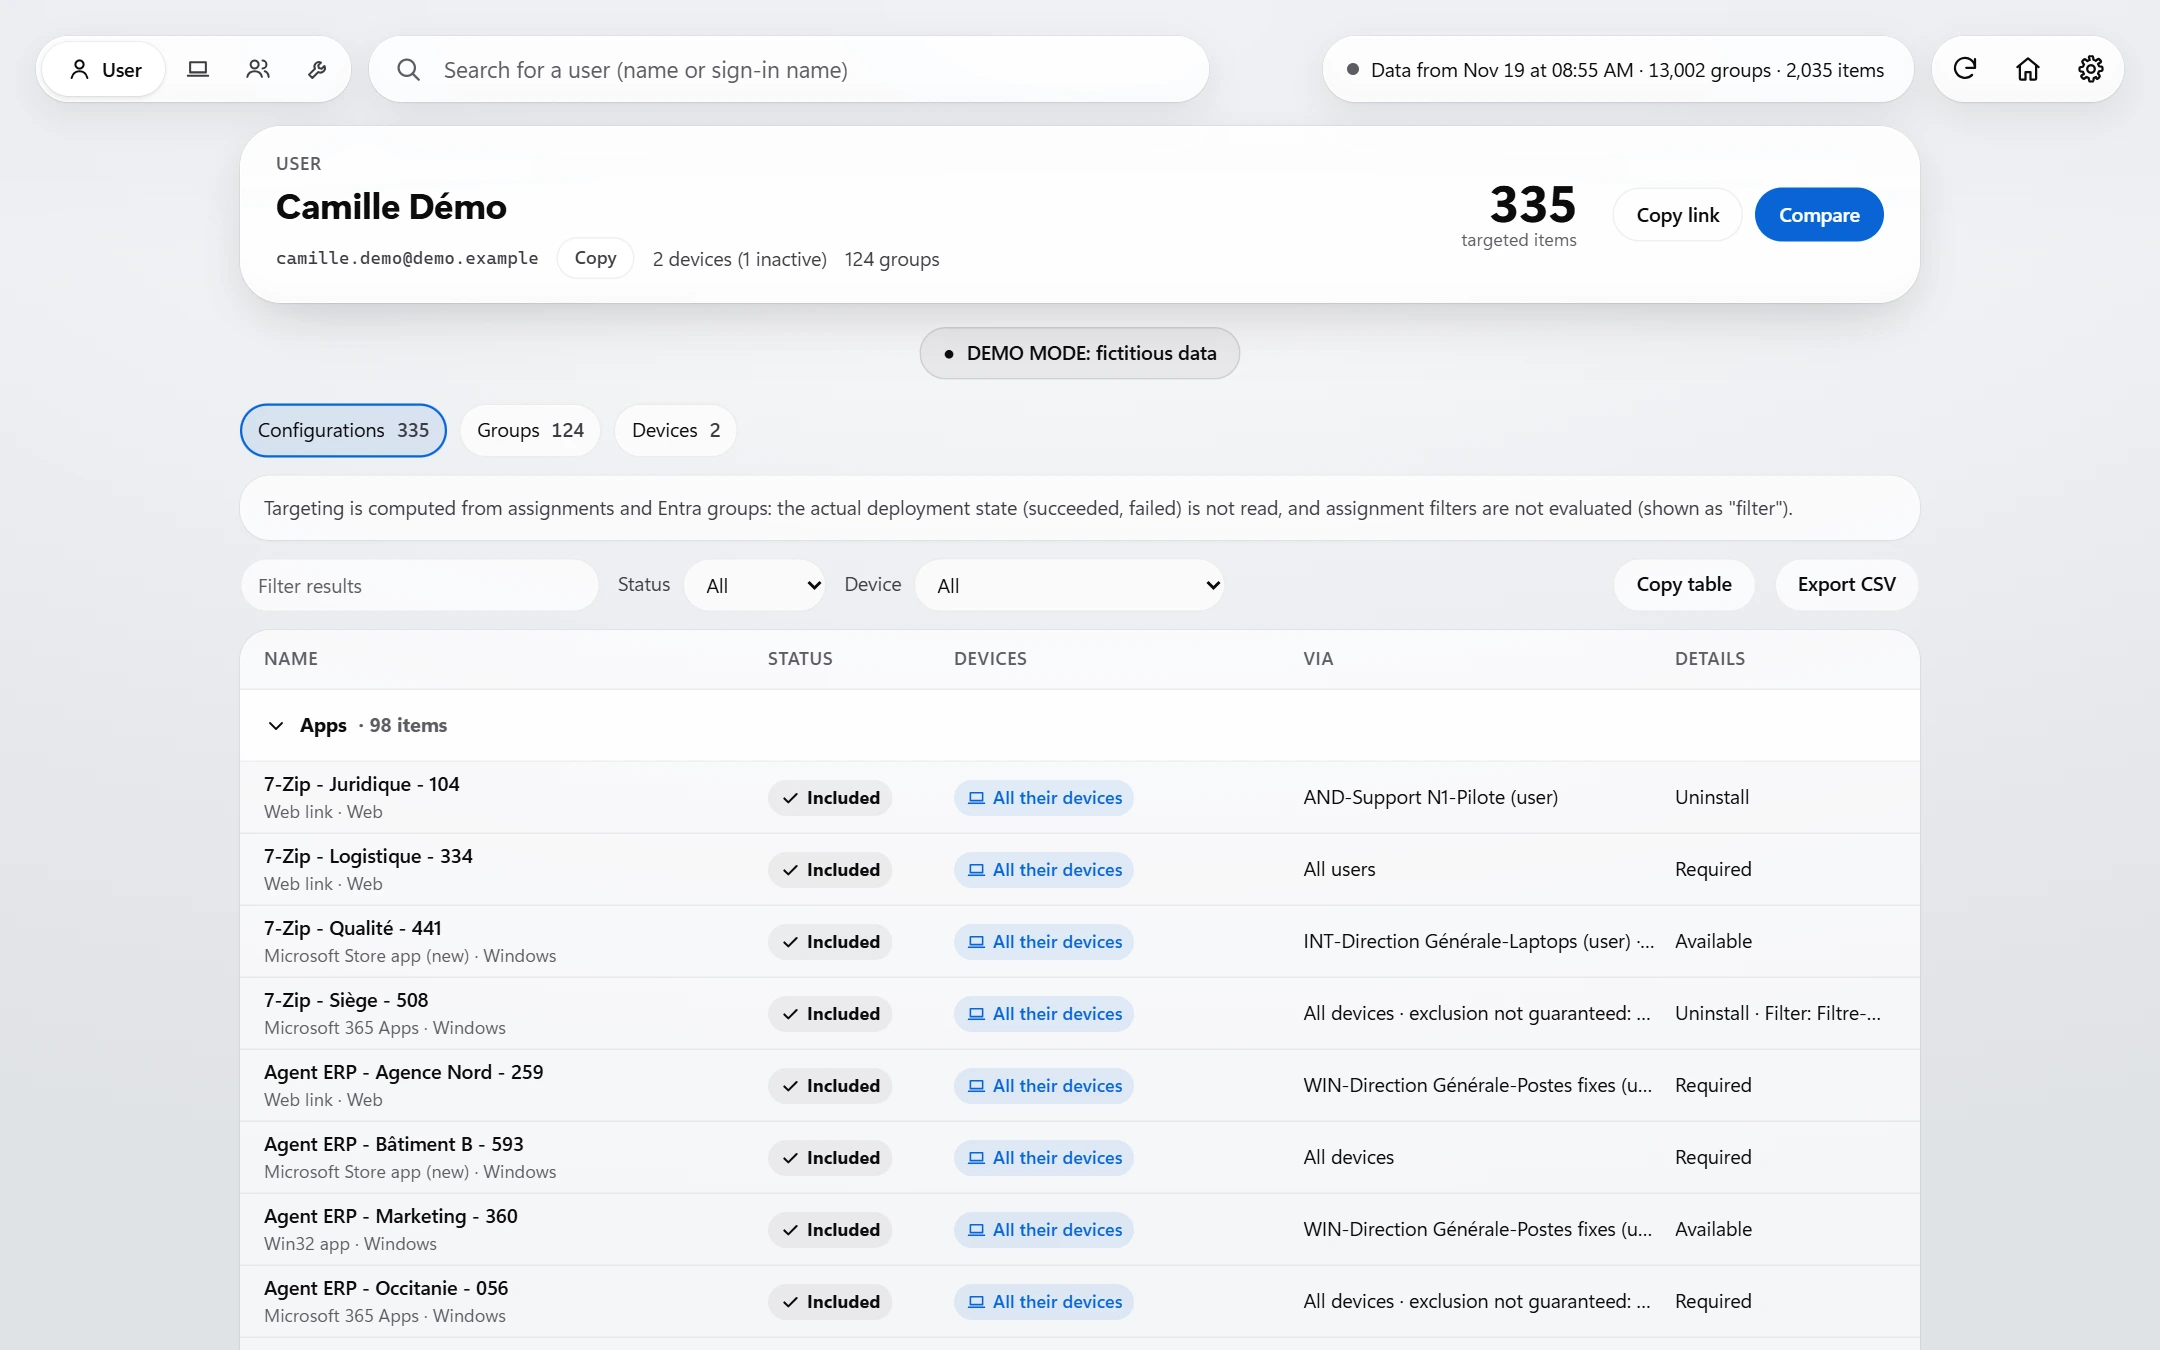 User
Search for a user (name or sign-in name)
Data from Nov 19 at 08:55 AM · 13,002 groups · 2,035 items
USER
Camille Démo
camille.demo@demo.example Copy 2 devices (1 inactive) 124 groups
335
targeted items
Copy link
Compare
DEMO MODE: fictitious data
Configurations 335
Groups 124
Devices 2
Targeting is computed from assignments and Entra groups: the actual deployment state (succeeded, failed) is not read, and assignment filters are not evaluated (shown as "filter").
Filter results
Status All
Device All
Copy table
Export CSV
NAME STATUS DEVICES VIA DETAILS
Apps · 98 items
7-Zip - Juridique - 104
Web link · Web
Included
All their devices
AND-Support N1-Pilote (user)
Uninstall
7-Zip - Logistique - 334
Web link · Web
Included
All their devices
All users
Required
7-Zip - Qualité - 441
Microsoft Store app (new) · Windows
Included
All their devices
INT-Direction Générale-Laptops (user) ·...
Available
7-Zip - Siège - 508
Microsoft 365 Apps · Windows
Included
All their devices
All devices · exclusion not guaranteed: ...
Uninstall · Filter: Filtre-...
Agent ERP - Agence Nord - 259
Web link · Web
Included
All their devices
WIN-Direction Générale-Postes fixes (u...
Required
Agent ERP - Bâtiment B - 593
Microsoft Store app (new) · Windows
Included
All their devices
All devices
Required
Agent ERP - Marketing - 360
Win32 app · Windows
Included
All their devices
WIN-Direction Générale-Postes fixes (u...
Available
Agent ERP - Occitanie - 056
Microsoft 365 Apps · Windows
Included
All their devices
All devices · exclusion not guaranteed: ...
Required